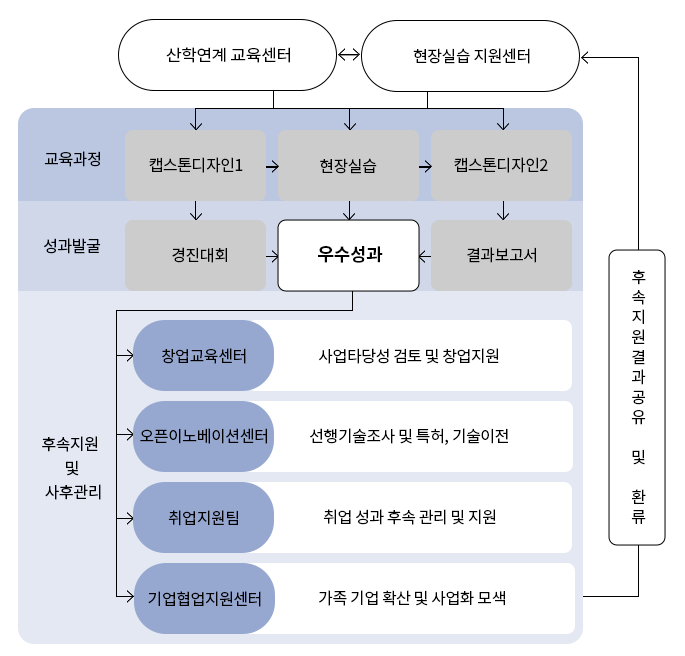 산학연계 교육센터
현장실습 지원센터
교육과정
캡스톤디자인1
현장실습
캡스톤디자인2
성과발굴
경진대회
우수성과
결과보고서
후속지원
및
사후관리
창업교육센터
사업타당성 검토 및 창업지원
오픈이노베이션센터
선행기술조사 및 특허, 기술이전
취업지원팀
취업 성과 후속 관리 및 지원
기업협업지원센터
가족 기업 확산 및 사업화 모색
후속지원결과공유 및 환류